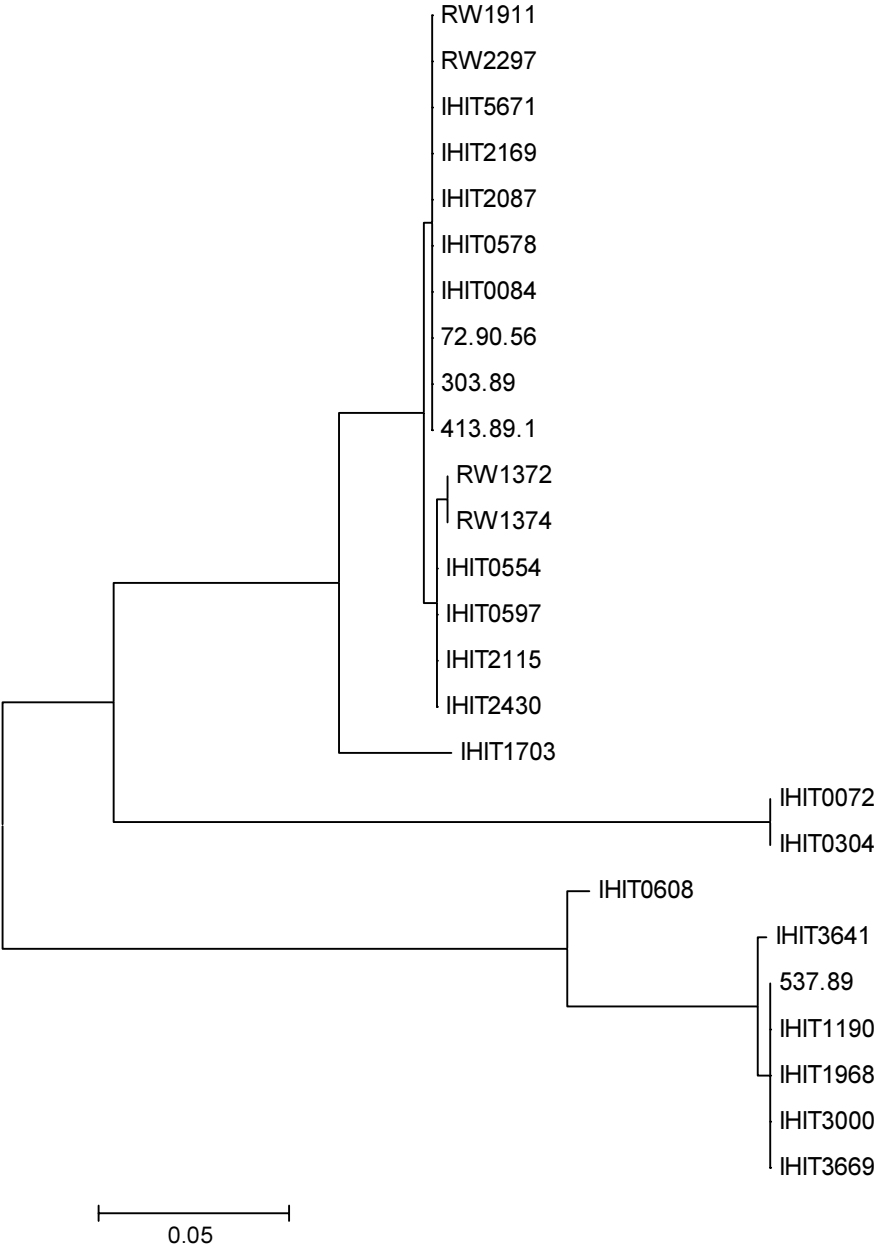 RW1911
RW2297
IHIT5671
IHIT2169
IHIT2087
IHIT0578
IHIT0084
72.90.56
303.89
413.89.1
RW1372
RW1374
IHIT0554
IHIT0597
IHIT2115
IHIT2430
IHIT1703
IHIT0072
IHIT0304
IHIT0608
IHIT3641
537.89
IHIT1190
IHIT1968
IHIT3000
IHIT3669
0.05